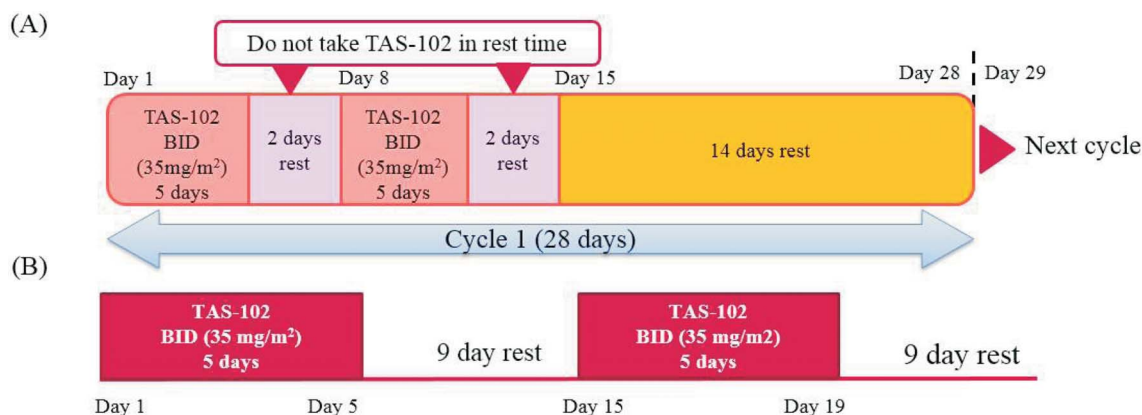 (A)
Do not take TAS-102 in rest time
Day 1
Day 8
Day 15
Day 28
Day 29
TAS-102
BID
(35mg/m²)
5 days
2 days
rest
TAS-102
BID
(35mg/m²)
5 days
2 days
rest
14 days rest
Next cycle
Cycle 1 (28 days)
(B)
TAS-102
BID (35 mg/m²)
5 days
9 day rest
TAS-102
BID (35 mg/m2)
5 days
9 day rest
Day 1
Day 5
Day 15
Day 19